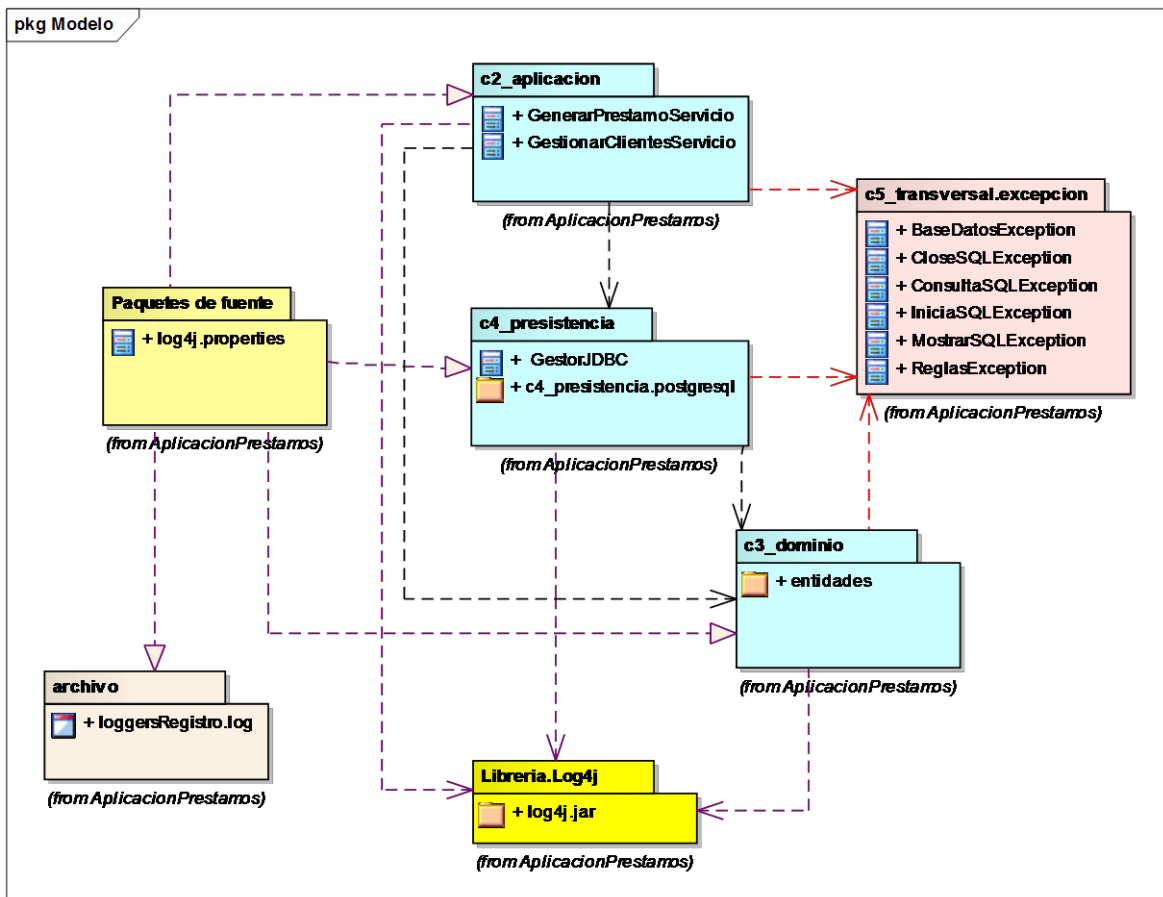 pkg Modelo
c2_aplicacion
+ GenerarPrestamoServicio
+ GestionarClientesServicio
(from AplicacionPrestamos)
c5_transversal.excepcion
+ BaseDatosException
+ CloseSQLException
+ ConsultaSQLException
+ IniciaSQLException
+ MostrarSQLException
+ ReglasException
(from AplicacionPrestamos)
Paquetes de fuente
+ log4j.properties
(from AplicacionPrestamos)
c4_presistencia
+ GestorJDBC
+ c4_presistencia.postgresql
(from AplicacionPrestamos)
c3_dominio
+ entidades
(from AplicacionPrestamos)
archivo
+ loggersRegistro.log
(from AplicacionPrestamos)
Libreria.Log4j
+ log4j.jar
(from AplicacionPrestamos)